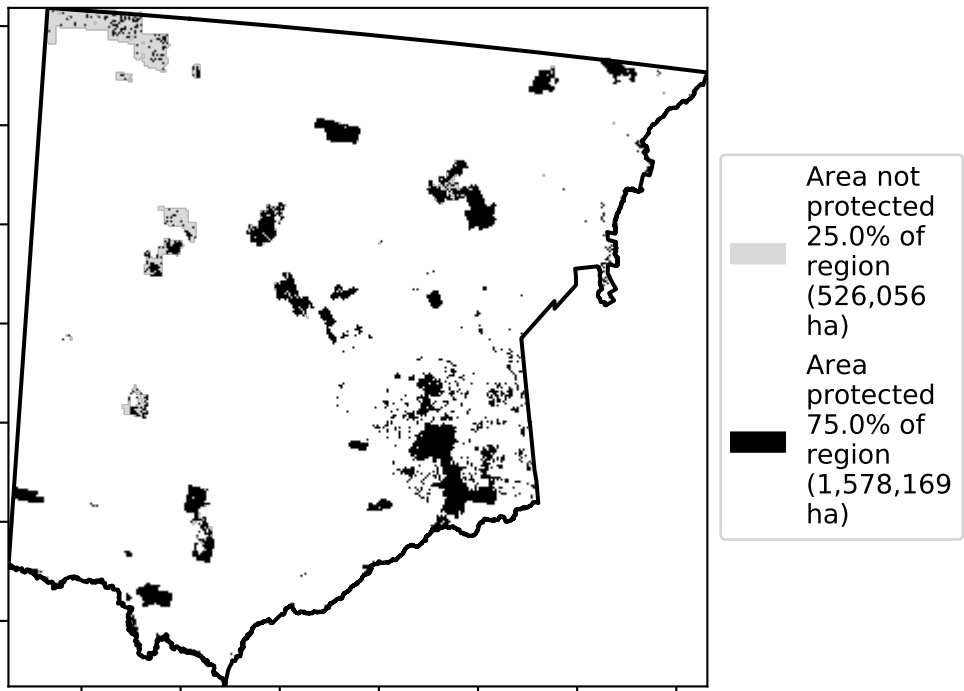 Area not
protected
25.0% of
region
(526,056
ha)
Area
protected
75.0% of
region
(1,578,169
ha)